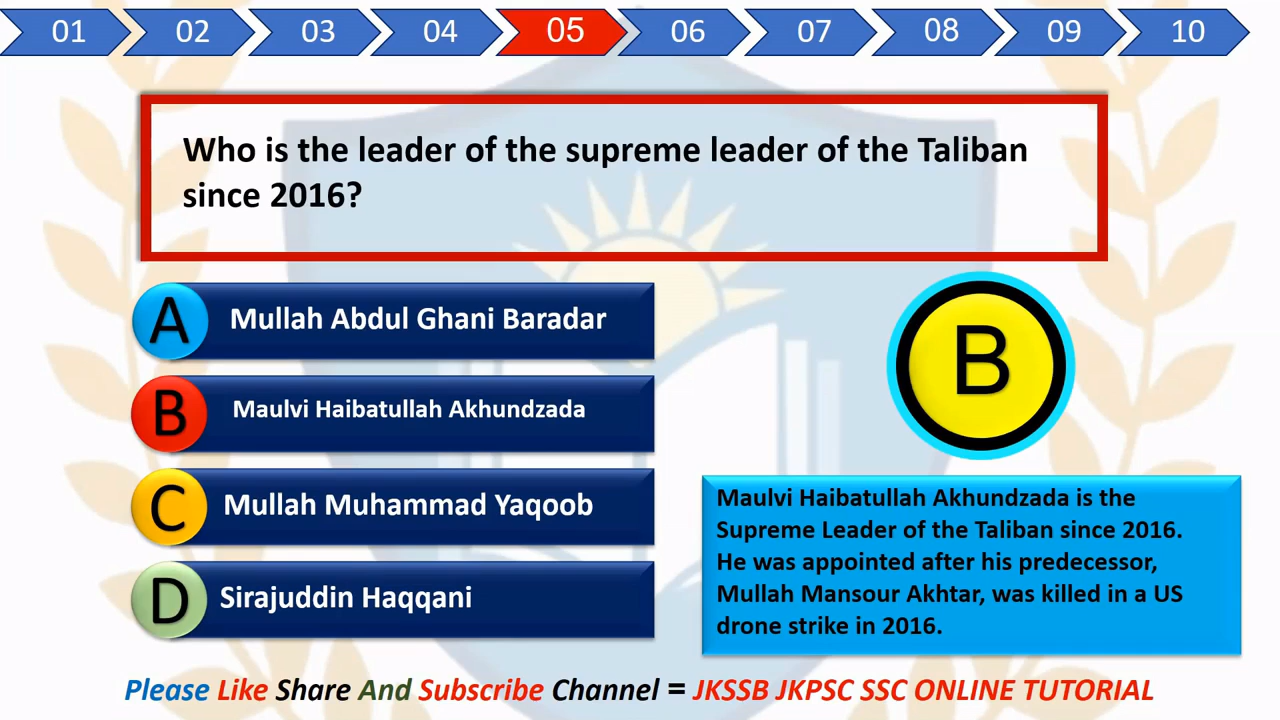 01 02 03 04 05 06 07 08 09 10
Who is the leader of the supreme leader of the Taliban
since 2016?
A Mullah Abdul Ghani Baradar
B Maulvi Haibatullah Akhundzada
C Mullah Muhammad Yaqoob
D Sirajuddin Haqqani
B
Maulvi Haibatullah Akhundzada is the
Supreme Leader of the Taliban since 2016.
He was appointed after his predecessor,
Mullah Mansour Akhtar, was killed in a US
drone strike in 2016.
Please Like Share And Subscribe Channel = JKSSB JKPSC SSC ONLINE TUTORIAL